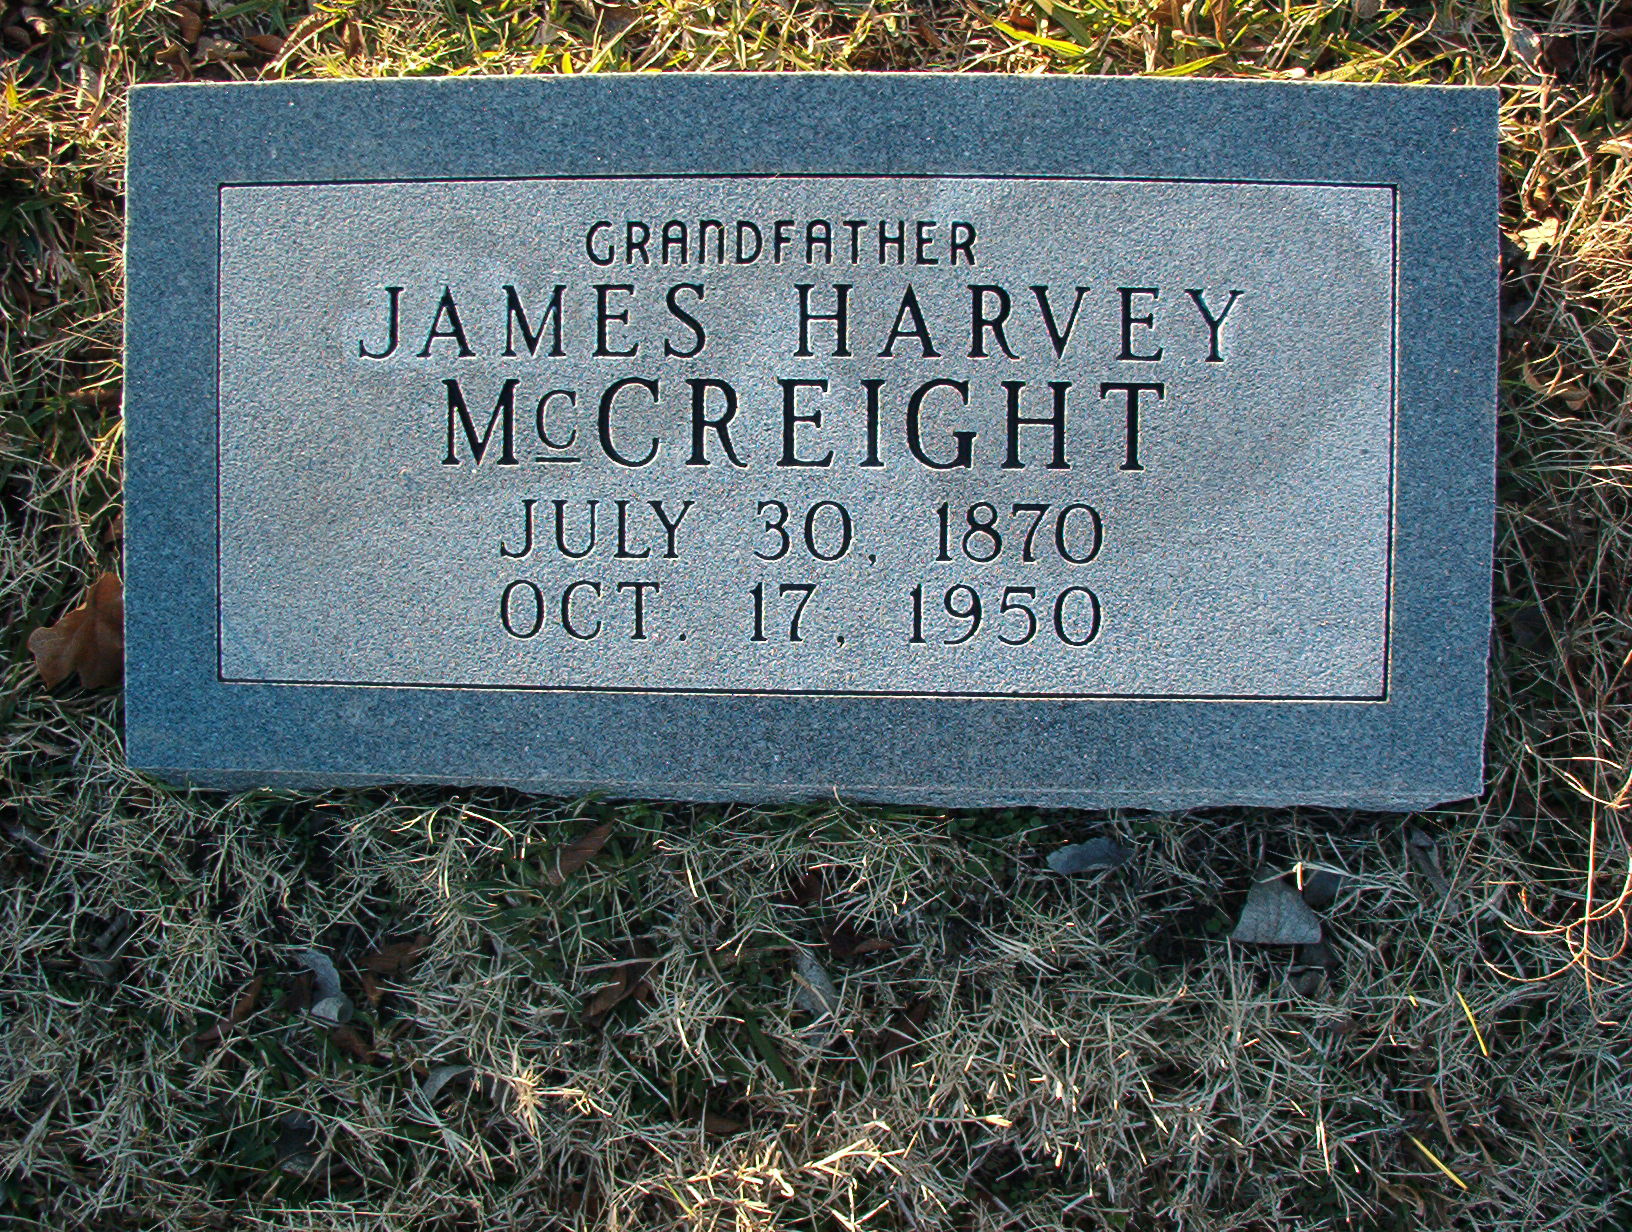 GRANDFATHER
JAMES HARVEY
McCREIGHT
JULY 30, 1870
OCT. 17, 1950